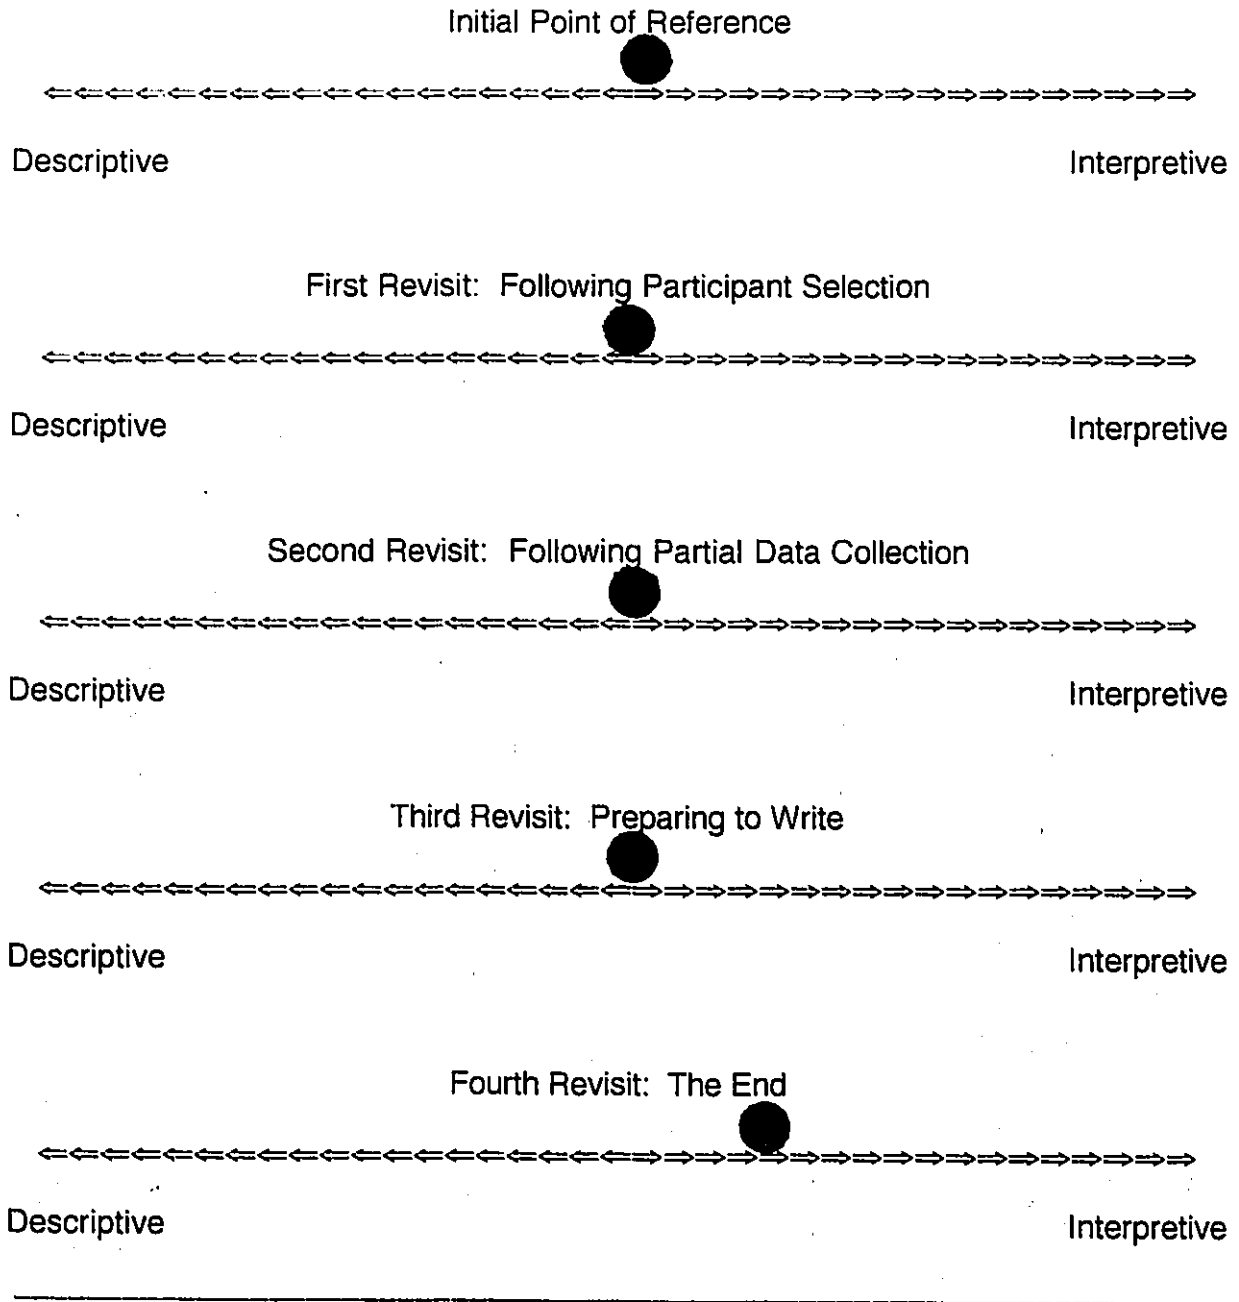 Initial Point of Reference
⇐⇐⇐⇐⇐⇐⇐⇐⇐⇐⇐⇐⇐⇐⇐⇐⇐⇐⇐⇒⇒⇒⇒⇒⇒⇒⇒⇒⇒⇒⇒⇒⇒⇒⇒⇒⇒
Descriptive Interpretive
First Revisit: Following Participant Selection
⇐⇐⇐⇐⇐⇐⇐⇐⇐⇐⇐⇐⇐⇐⇐⇐⇐⇐⇐⇒⇒⇒⇒⇒⇒⇒⇒⇒⇒⇒⇒⇒⇒⇒⇒⇒⇒
Descriptive Interpretive
Second Revisit: Following Partial Data Collection
⇐⇐⇐⇐⇐⇐⇐⇐⇐⇐⇐⇐⇐⇐⇐⇐⇐⇐⇐⇒⇒⇒⇒⇒⇒⇒⇒⇒⇒⇒⇒⇒⇒⇒⇒⇒⇒
Descriptive Interpretive
Third Revisit: Preparing to Write
⇐⇐⇐⇐⇐⇐⇐⇐⇐⇐⇐⇐⇐⇐⇐⇐⇐⇐⇐⇒⇒⇒⇒⇒⇒⇒⇒⇒⇒⇒⇒⇒⇒⇒⇒⇒⇒
Descriptive Interpretive
Fourth Revisit: The End
⇐⇐⇐⇐⇐⇐⇐⇐⇐⇐⇐⇐⇐⇐⇐⇐⇐⇐⇐⇒⇒⇒⇒⇒⇒⇒⇒⇒⇒⇒⇒⇒⇒⇒⇒⇒⇒
Descriptive Interpretive